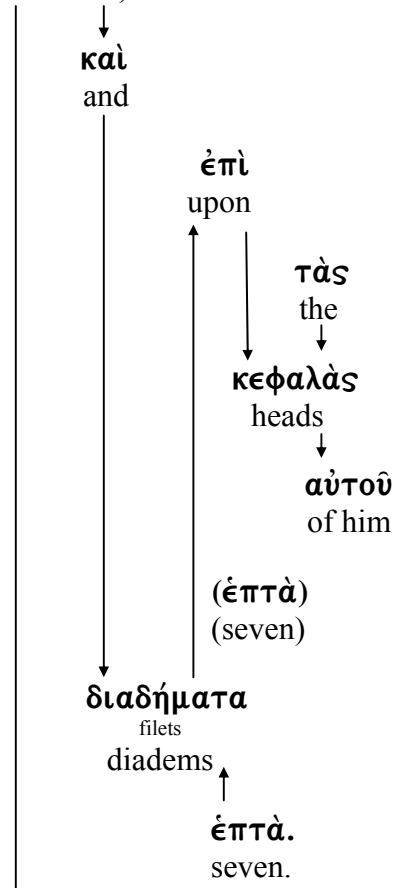 καὶ
and
ἐπὶ
upon
τὰς
the
κεφαλὰς
heads
αὐτοῦ
of him
(ἑπτὰ)
(seven)
διαδήματα
filets
diadems
ἑπτὰ.
seven.